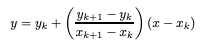 y = y_k + \left( \frac{y_{k+1} - y_k}{x_{k+1} - x_k} \right) (x - x_k)